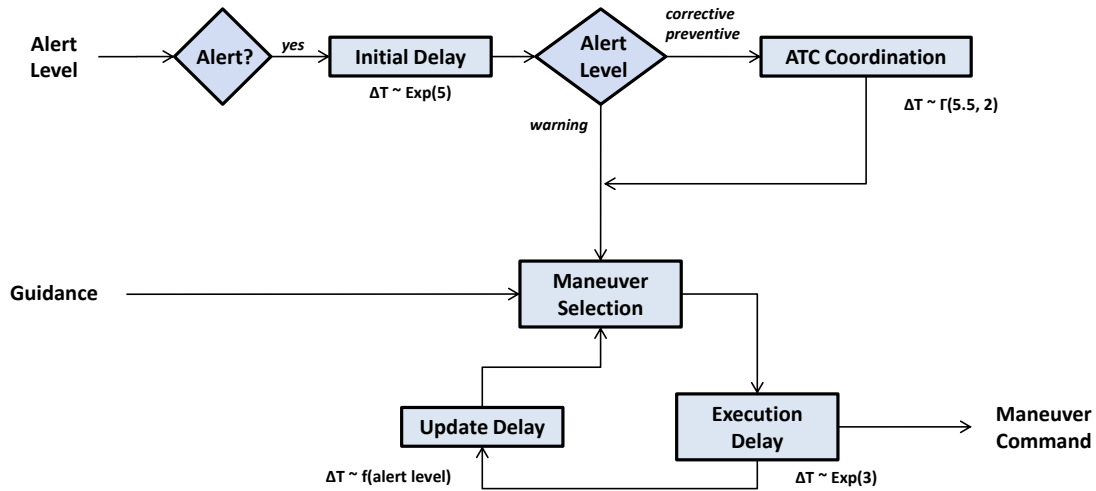 Alert
Level
Alert?
yes
Initial Delay
ΔT ~ Exp(5)
Alert
Level
corrective
preventive
ATC Coordination
ΔT ~ Γ(5.5, 2)
warning
Guidance
Maneuver
Selection
Update Delay
ΔT ~ f(alert level)
Execution
Delay
ΔT ~ Exp(3)
Maneuver
Command